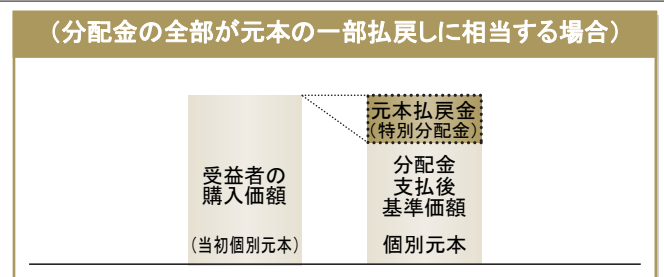 （分配金の全部が元本の一部払戻しに相当する場合）
元本払戻金
（特別分配金）
受益者の
購入価額
（当初個別元本）
分配金
支払後
基準価額
個別元本